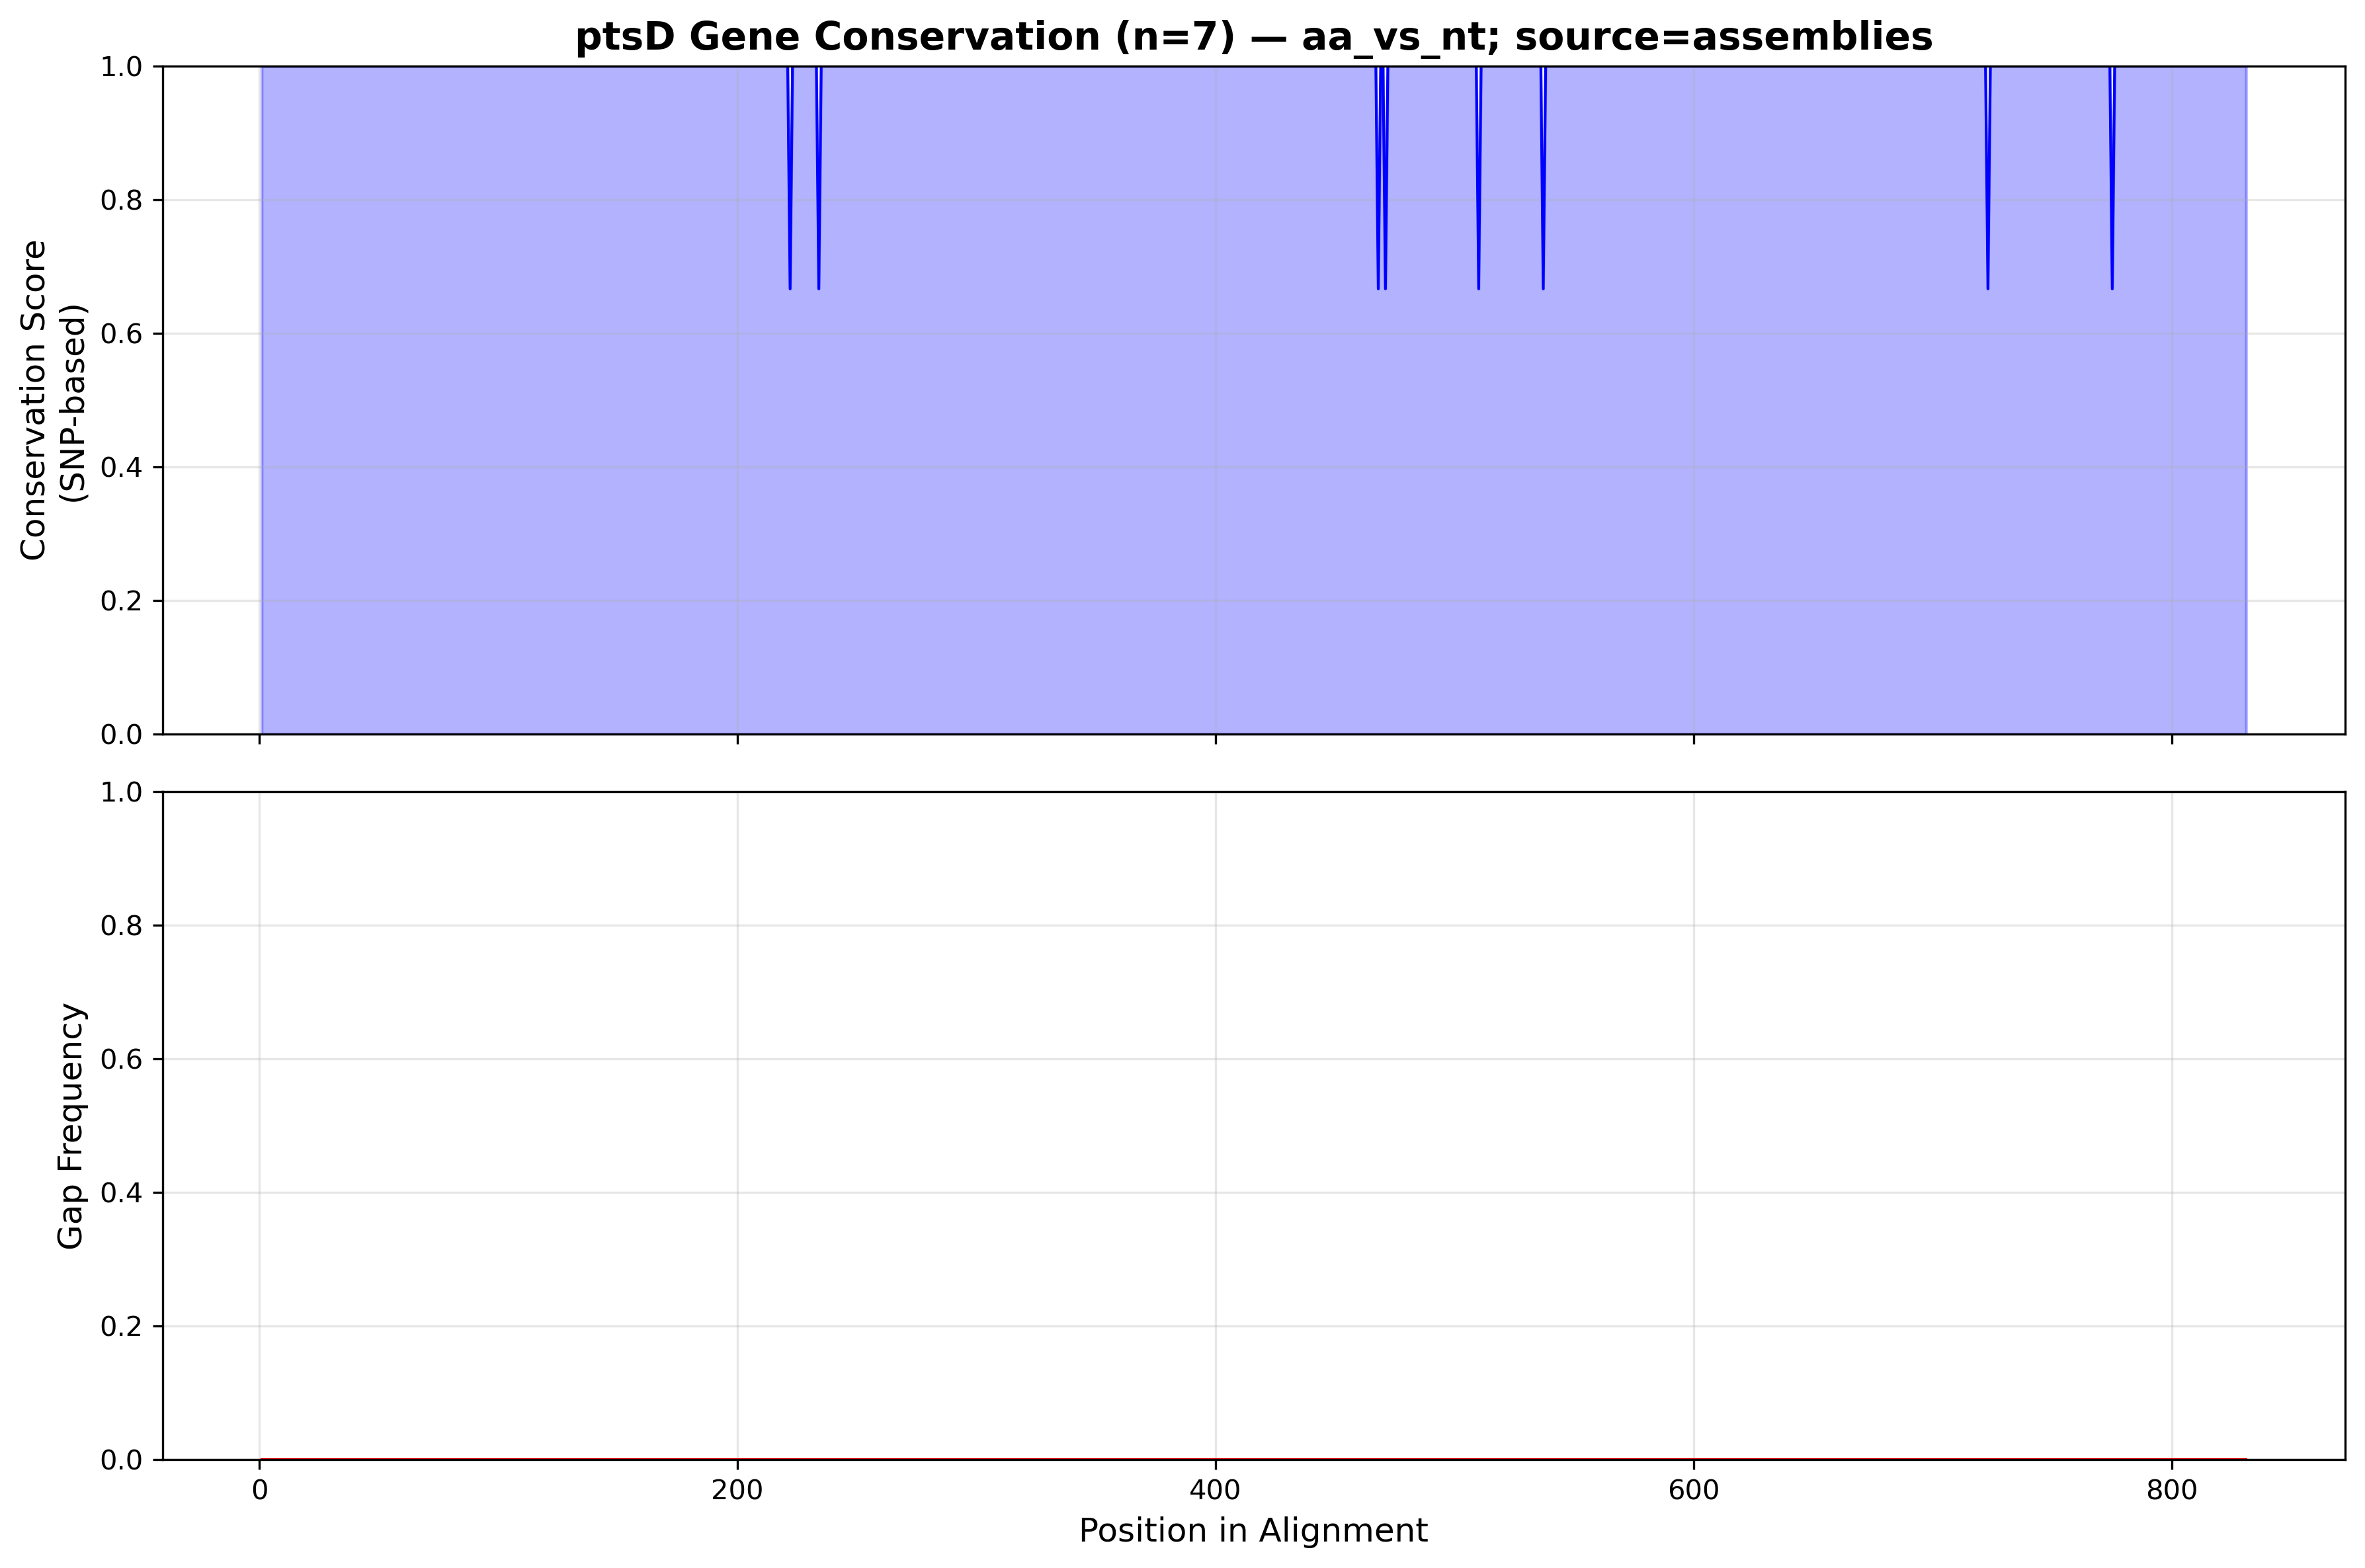 ptsD Gene Conservation (n=7) — aa_vs_nt; source=assemblies
1.0
0.8
0.6
0.4
0.2
0.0
Conservation Score
(SNP-based)
1.0
0.8
0.6
0.4
0.2
0.0
Gap Frequency
0 200 400 600 800
Position in Alignment